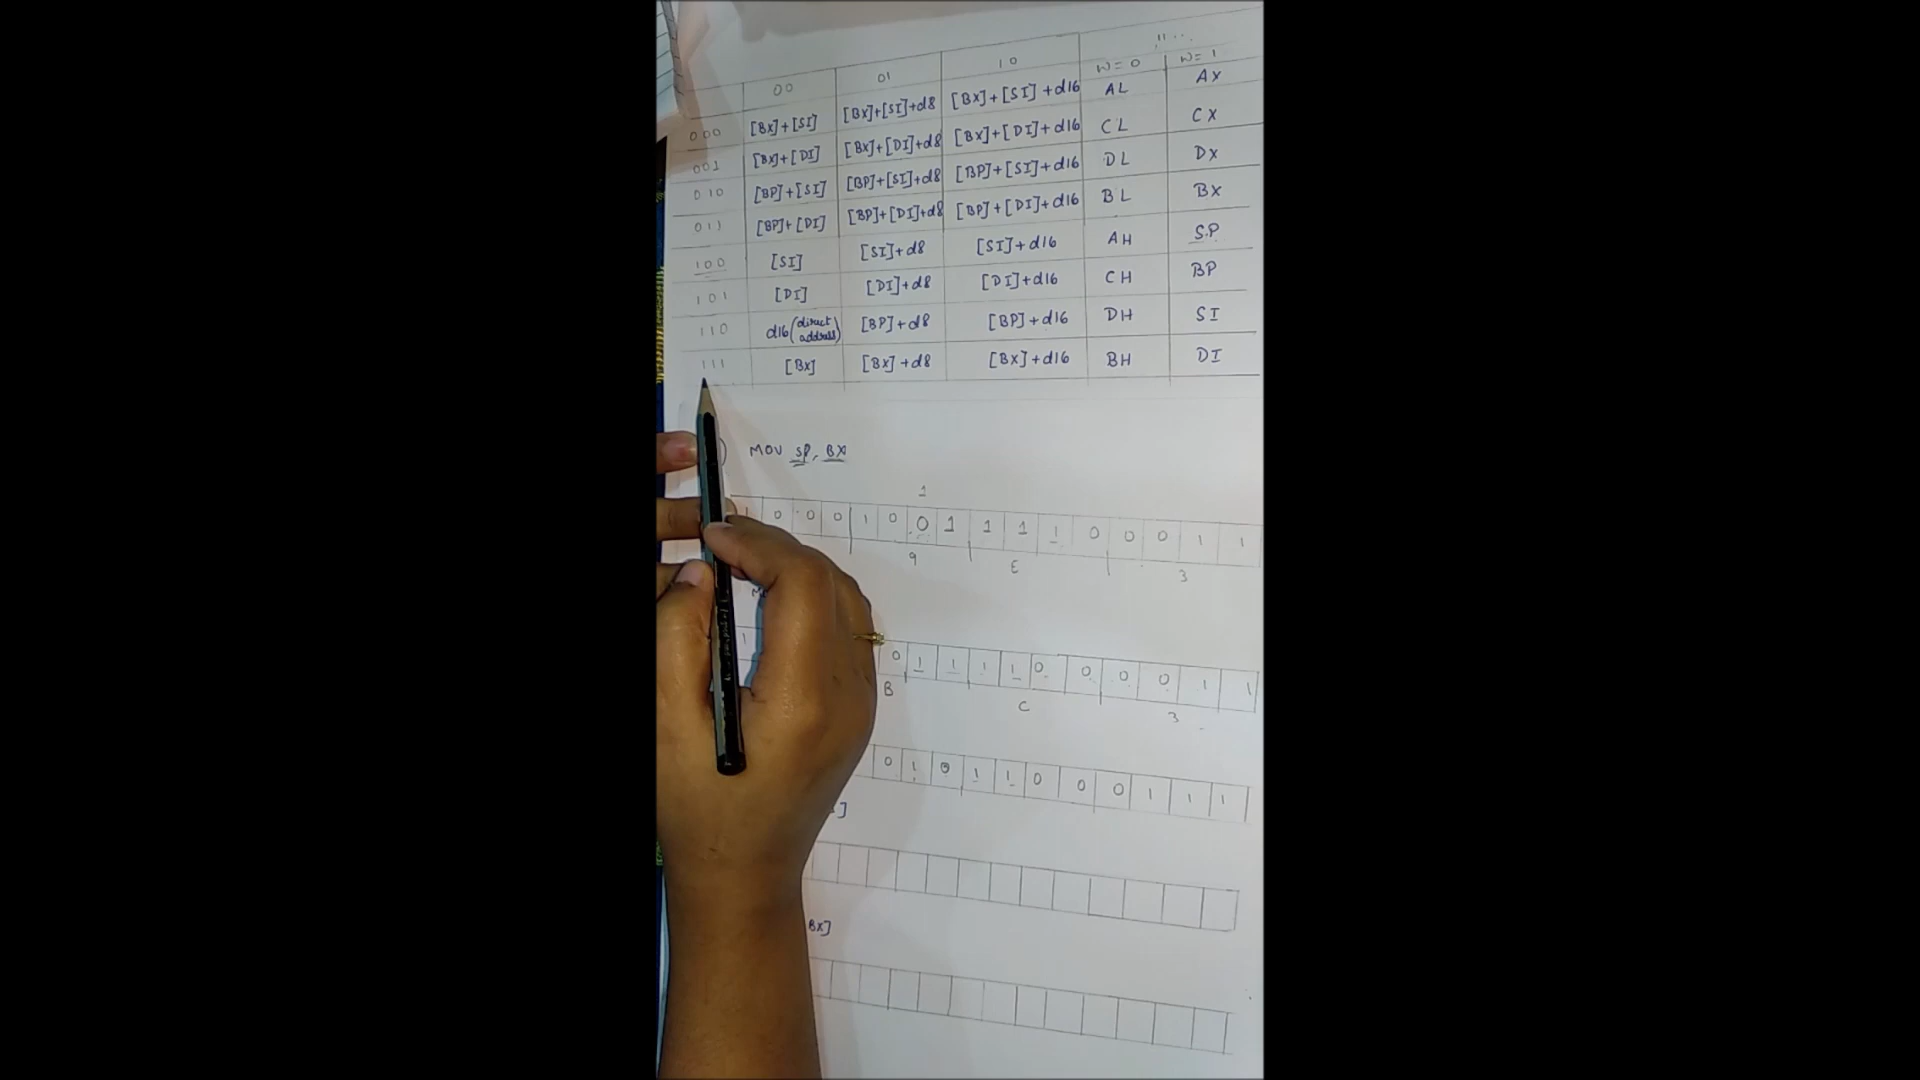 11..
00 01 10 W=0 W=1
000 [BX]+[SI] [BX]+[SI]+d8 [BX]+[SI]+d16 AL AX
001 [BX]+[DI] [BX]+[DI]+d8 [BX]+[DI]+d16 CL CX
010 [BP]+[SI] [BP]+[SI]+d8 [BP]+[SI]+d16 DL DX
011 [BP]+[DI] [BP]+[DI]+d8 [BP]+[DI]+d16 BL BX
100 [SI] [SI]+d8 [SI]+d16 AH SP
101 [DI] [DI]+d8 [DI]+d16 CH BP
110 d16(direct address) [BP]+d8 [BP]+d16 DH SI
111 [BX] [BX]+d8 [BX]+d16 BH DI
) MOV SP, BX
1
1 0 0 0 1 0 0 1 1 1 1 0 0 0 1 1
9 E 3
1 0 1 1 1 1 0 0 0 0 1 1
B C 3
0 1 0 1 1 0 0 0 1 1 1
]
BX]